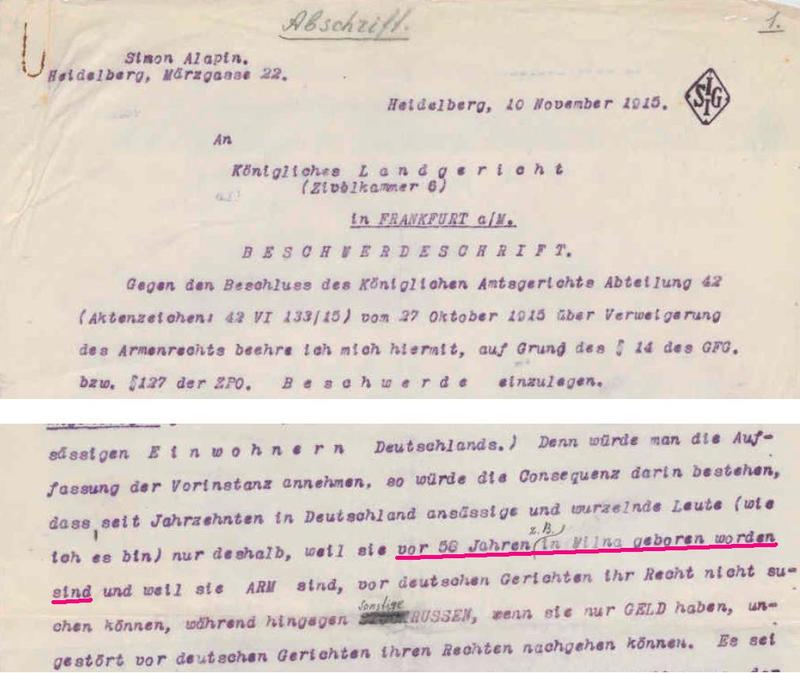 Abschrift.
1.
Simon Alapin.
Heidelberg, Märzgasse 22.
Heidelberg, 10 November 1915.
SIG
An
Königliches Landgericht
(Zivölkammer 6)
in FRANKFURT a/M.
BESCHWERDESCHRIFT.
Gegen den Beschluss des Königlichen Amtsgerichts Abteilung 42
(Aktenzeichen: 42 VI 133/15) vom 27 Oktober 1915 über Verweigerung
des Armenrechts beehre ich mich hiermit, auf Grund des § 14 des GFG.
bzw. §127 der ZPO. Beschwerde einzulegen.
sässigen Einwohnern Deutschlands.) Denn würde man die Auf-
fassung der Vorinstanz annehmen, so würde die Consequenz darin bestehen,
dass seit Jahrzehnten in Deutschland ansässige und wurzelnde Leute (wie
z.B.
ich es bin) nur deshalb, weil sie vor 58 Jahren in Wilna geboren worden
sind und weil sie ARM sind, vor deutschen Gerichten ihr Recht nicht su-
sonstige
chen können, während hingegen RUSSEN, wenn sie nur GELD haben, un-
gestört vor deutschen Gerichten ihren Rechten nachgehen können. Es sei